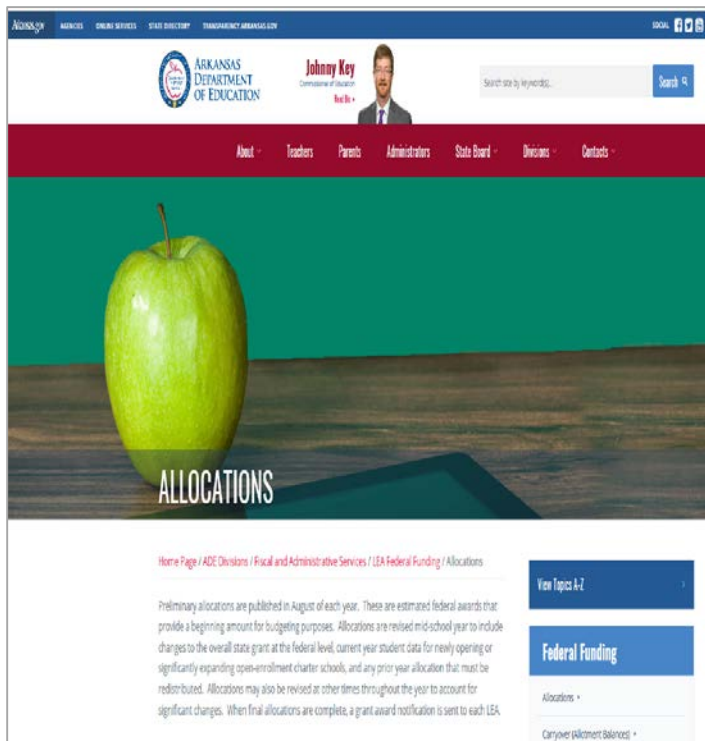 Arkansas.gov AGENCIES ONLINE SERVICES STATE DIRECTORY TRANSPARENCY.ARKANSAS.GOV SOCIAL
ARKANSAS
DEPARTMENT
OF EDUCATION
Johnny Key
Commissioner of Education
Read Bio
Search site by keyword(s)...
Search
About Teachers Parents Administrators State Board Divisions Contacts
ALLOCATIONS
Home Page / ADE Divisions / Fiscal and Administrative Services / LEA Federal Funding / Allocations
Preliminary allocations are published in August of each year. These are estimated federal awards that
provide a beginning amount for budgeting purposes. Allocations are revised mid-school year to include
changes to the overall state grant at the federal level, current year student data for newly opening or
significantly expanding open-enrollment charter schools, and any prior year allocation that must be
redistributed. Allocations may also be revised at other times throughout the year to account for
significant changes. When final allocations are complete, a grant award notification is sent to each LEA.
View Topics A-Z
Federal Funding
Allocations
Carryover (Allotment Balances)